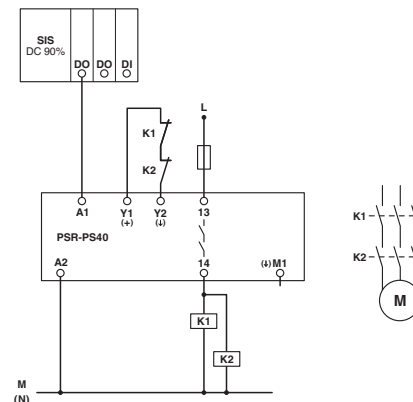 SIS
DC 90%
DO DO DI
L
K1
K2
A1 Y1 Y2 13
(+) (↓)
PSR-PS40
A2 14 (↓) M1
K1
K2
M
(N)
K1
K2
M